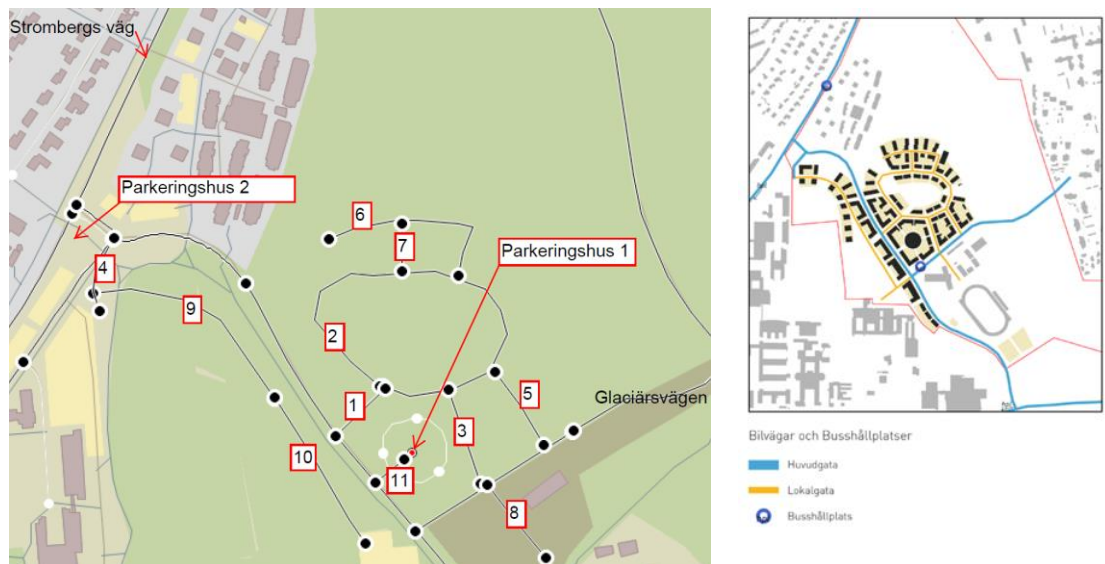 Strombergs väg
Parkeringshus 2
6
7
Parkeringshus 1
4
9
2
1
5
Glaciärsvägen
3
10
11
8
Bilvägar och Busshållplatser
Huvudgata
Lokalgata
Busshållplats